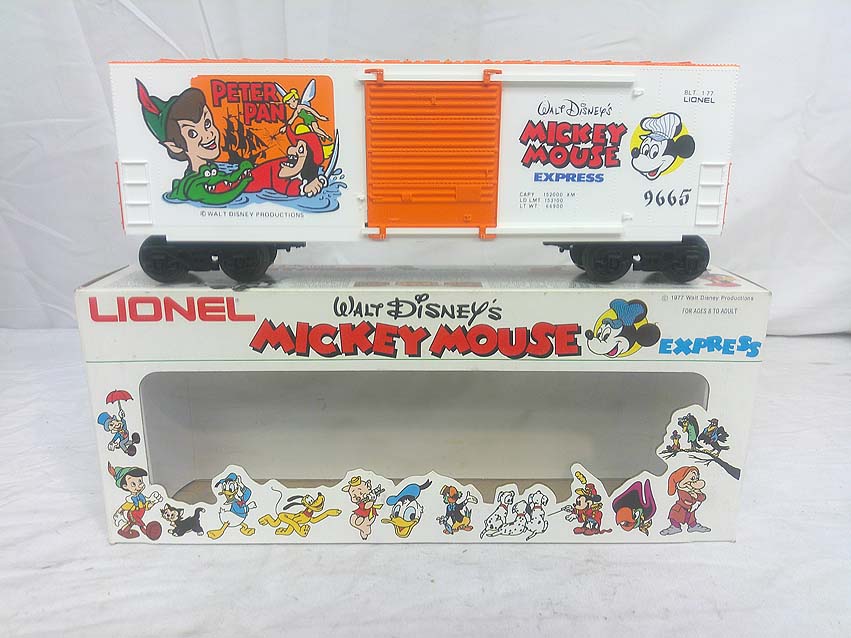 PETER
PAN
© WALT DISNEY PRODUCTIONS
WALT DISNEY'S
MICKEY
MOUSE
EXPRESS
CAPY 152000 KM
LD LMT 153100
LT WT 66900
BLT 1-77
LIONEL
9665
LIONEL
WALT DISNEY'S
MICKEY MOUSE
EXPRESS
© 1977 Walt Disney Productions
FOR AGES 8 TO ADULT